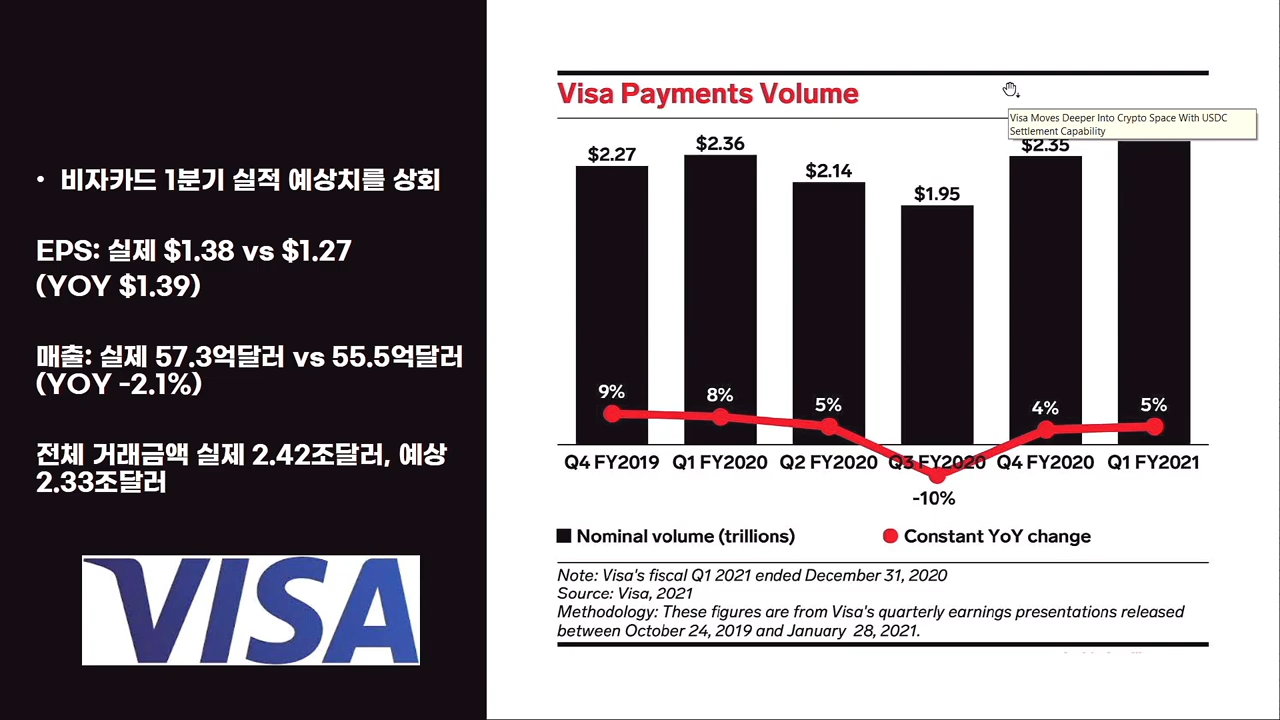 • 비자카드 1분기 실적 예상치를 상회
EPS: 실제 $1.38 vs $1.27
(YOY $1.39)
매출: 실제 57.3억달러 vs 55.5억달러
(YOY -2.1%)
전체 거래금액 실제 2.42조달러, 예상
2.33조달러
VISA
Visa Payments Volume
Visa Moves Deeper Into Crypto Space With USDC
Settlement Capability
$2.27
$2.36
$2.14
$1.95
$2.35
9%
8%
5%
-10%
4%
5%
Q4 FY2019 Q1 FY2020 Q2 FY2020 Q3 FY2020 Q4 FY2020 Q1 FY2021
Nominal volume (trillions)
Constant YoY change
Note: Visa's fiscal Q1 2021 ended December 31, 2020
Source: Visa, 2021
Methodology: These figures are from Visa's quarterly earnings presentations released
between October 24, 2019 and January 28, 2021.